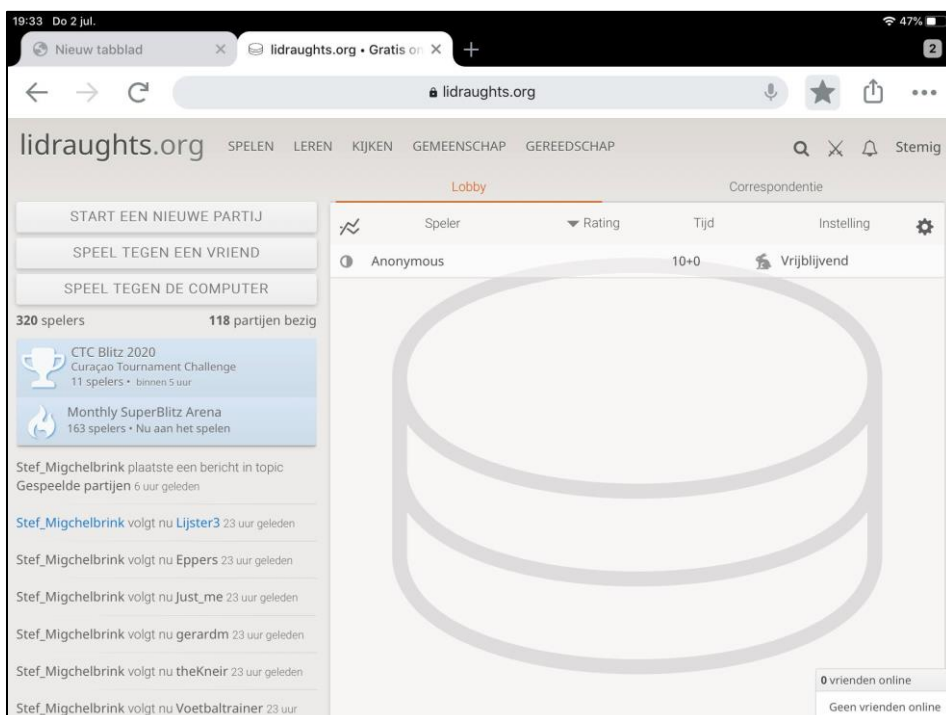 19:33 Do 2 jul. 47%
Nieuw tabblad lidraughts.org • Gratis on 2
lidraughts.org
lidraughts.org SPELEN LEREN KIJKEN GEMEENSCHAP GEREEDSCHAP Stemig
Lobby Correspondentie
START EEN NIEUWE PARTIJ
SPEEL TEGEN EEN VRIEND
SPEEL TEGEN DE COMPUTER
320 spelers 118 partijen bezig
CTC Blitz 2020
Curaçao Tournament Challenge
11 spelers • binnen 5 uur
Monthly SuperBlitz Arena
163 spelers • Nu aan het spelen
Stef_Migchelbrink plaatste een bericht in topic
Gespeelde partijen 6 uur geleden
Stef_Migchelbrink volgt nu Lijster3 23 uur geleden
Stef_Migchelbrink volgt nu Eppers 23 uur geleden
Stef_Migchelbrink volgt nu Just_me 23 uur geleden
Stef_Migchelbrink volgt nu gerardm 23 uur geleden
Stef_Migchelbrink volgt nu theKneir 23 uur geleden
Stef_Migchelbrink volgt nu Voetbaltrainer 23 uur
Speler Rating Tijd Instelling
Anonymous 10+0 Vrijblijvend
0 vrienden online
Geen vrienden online